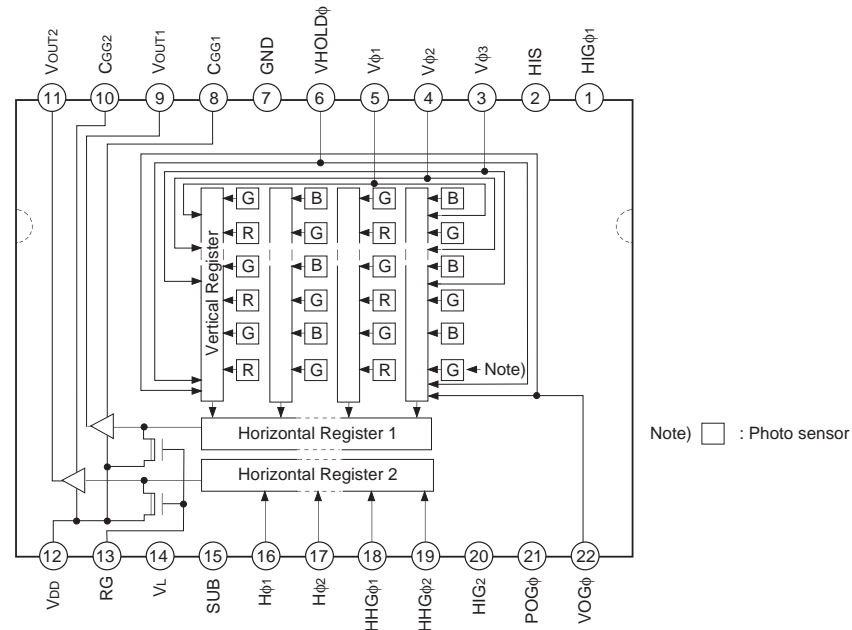 VOUT2 CGG2 VOUT1 CGG1 GND VHOLDϕ Vϕ1 Vϕ2 Vϕ3 HIS HIGϕ1
11 10 9 8 7 6 5 4 3 2 1
G B G B
R G R G
G B G B
R G R G
G B G B
R G R G Note)
Vertical Register
Horizontal Register 1
Note) : Photo sensor
Horizontal Register 2
12 13 14 15 16 17 18 19 20 21 22
VDD RG VL SUB Hϕ1 Hϕ2 HHGϕ1 HHGϕ2 HIG2 POGϕ VOGϕ